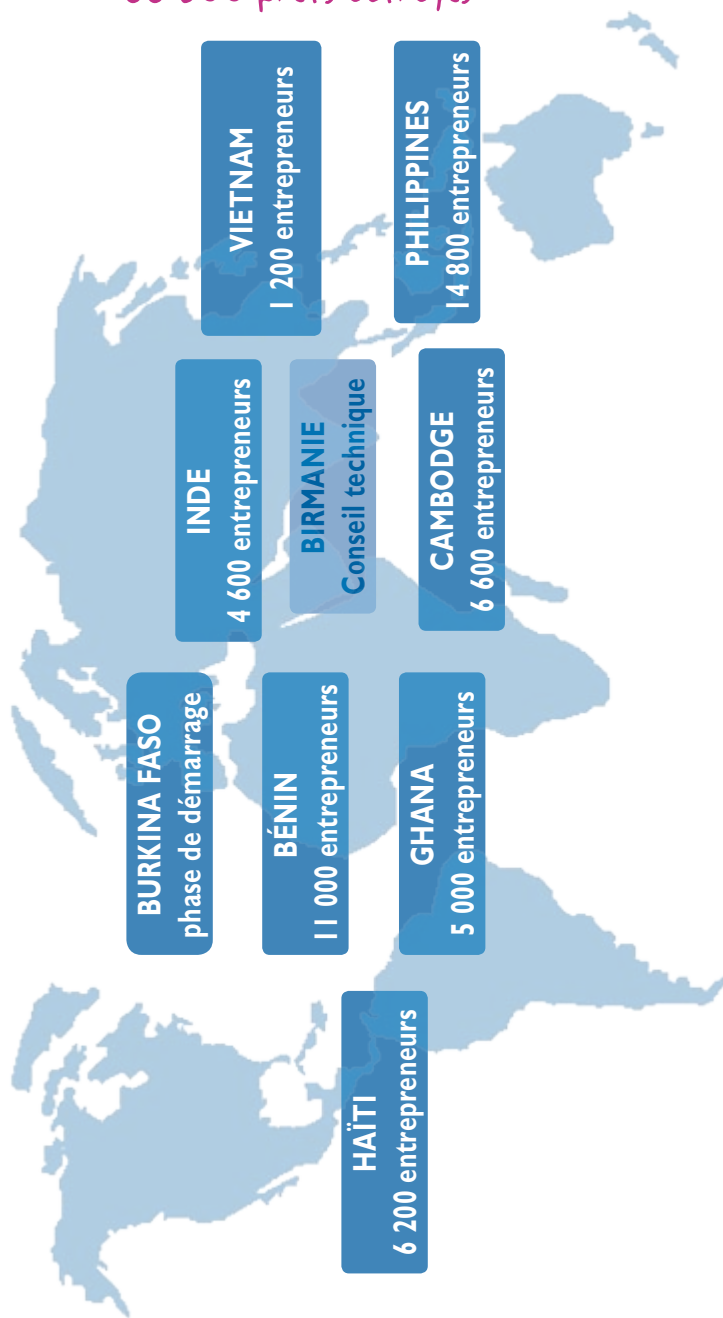 BURKINA FASO
phase de démarrage
INDE
4 600 entrepreneurs
VIETNAM
1 200 entrepreneurs
BÉNIN
11 000 entrepreneurs
BIRMANIE
Conseil technique
HAÏTI
6 200 entrepreneurs
GHANA
5 000 entrepreneurs
CAMBODGE
6 600 entrepreneurs
PHILIPPINES
14 800 entrepreneurs